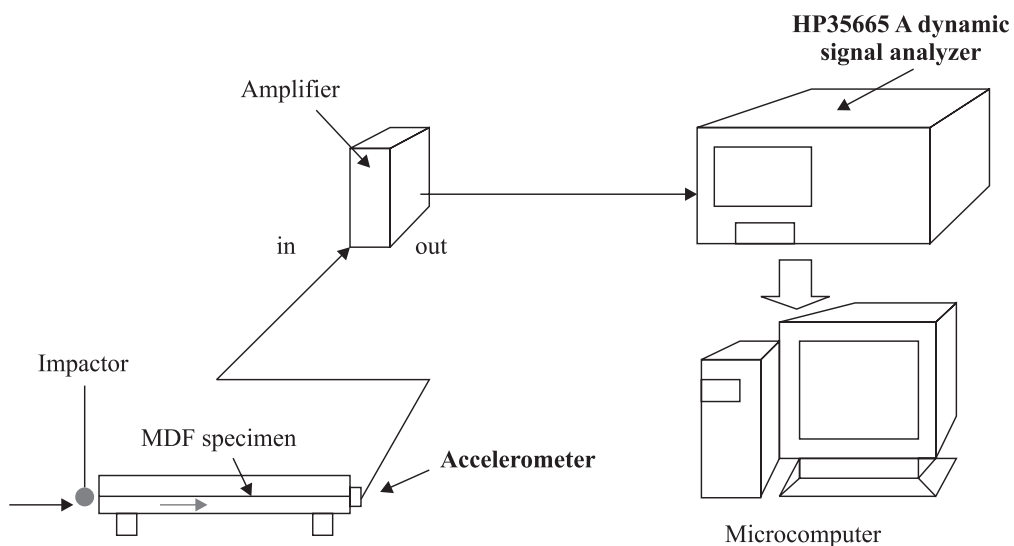 HP35665 A dynamic
signal analyzer
Amplifier
in
out
Impactor
MDF specimen
Accelerometer
Microcomputer